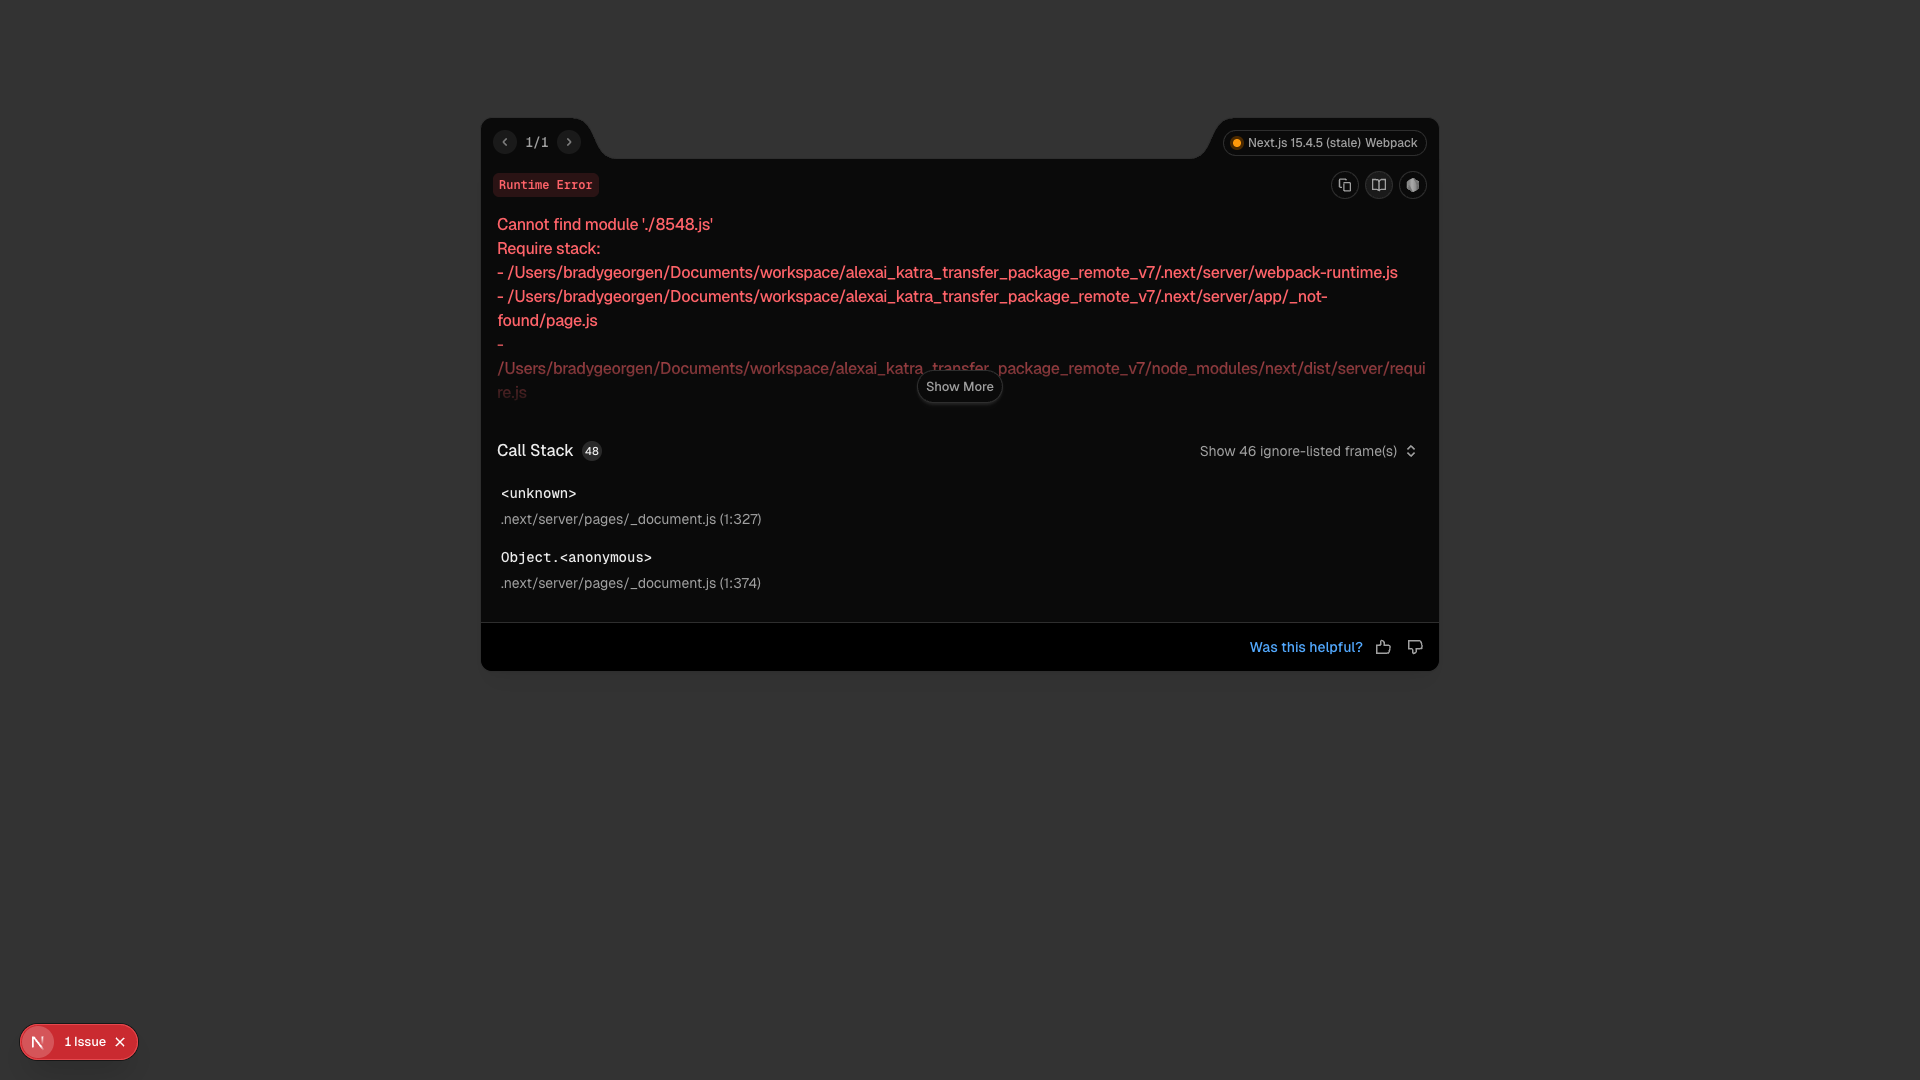 1/1
Next.js 15.4.5 (stale) Webpack
Runtime Error
Cannot find module './8548.js'
Require stack:
- /Users/bradygeorgen/Documents/workspace/alexai_katra_transfer_package_remote_v7/.next/server/webpack-runtime.js
- /Users/bradygeorgen/Documents/workspace/alexai_katra_transfer_package_remote_v7/.next/server/app/_not-
found/page.js
-
/Users/bradygeorgen/Documents/workspace/alexai_katra_transfer_package_remote_v7/node_modules/next/dist/server/requi
re.js
Show More
Call Stack 48
Show 46 ignore-listed frame(s)
<unknown>
.next/server/pages/_document.js (1:327)
Object.<anonymous>
.next/server/pages/_document.js (1:374)
Was this helpful?
N 1 Issue